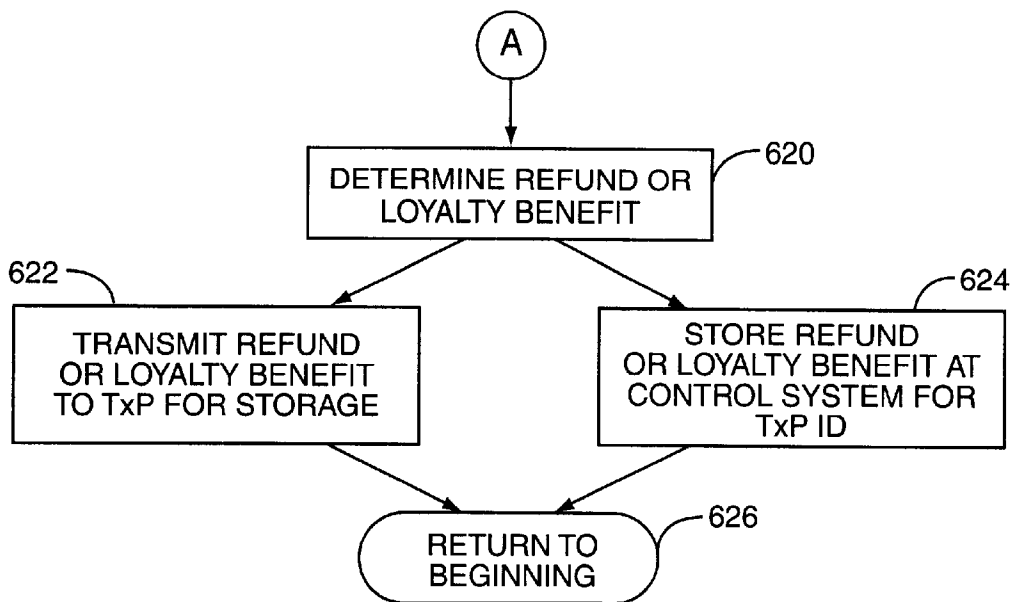 A
620
DETERMINE REFUND OR
LOYALTY BENEFIT
622
TRANSMIT REFUND
OR LOYALTY BENEFIT
TO TxP FOR STORAGE
624
STORE REFUND
OR LOYALTY BENEFIT AT
CONTROL SYSTEM FOR
TxP ID
626
RETURN TO
BEGINNING